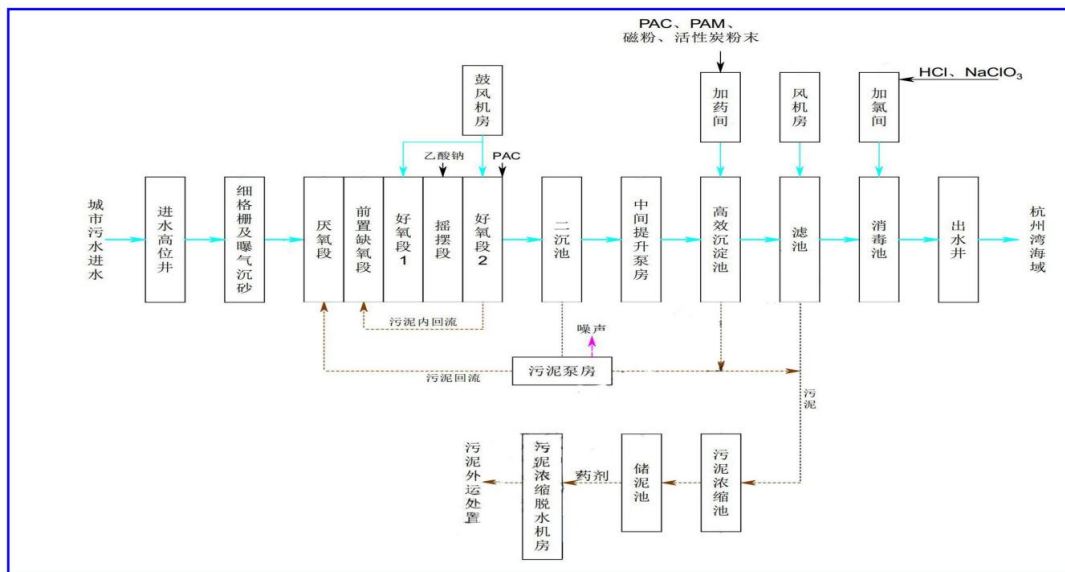 PAC、PAM、
磁粉、活性炭粉末
HCl、NaClO₃
鼓风机房
加药间
风机房
加氯间
乙酸钠
PAC
城市污水进水
进水高位井
细格栅及曝气沉砂
厌氧段
前置缺氧段
好氧段1
摇摆段
好氧段2
二沉池
中间提升泵房
高效沉淀池
滤池
消毒池
出水井
杭州湾海域
污泥内回流
噪声
污泥回流
污泥泵房
污泥
污泥外运处置
污泥浓缩脱水机房
药剂
储泥池
污泥浓缩池